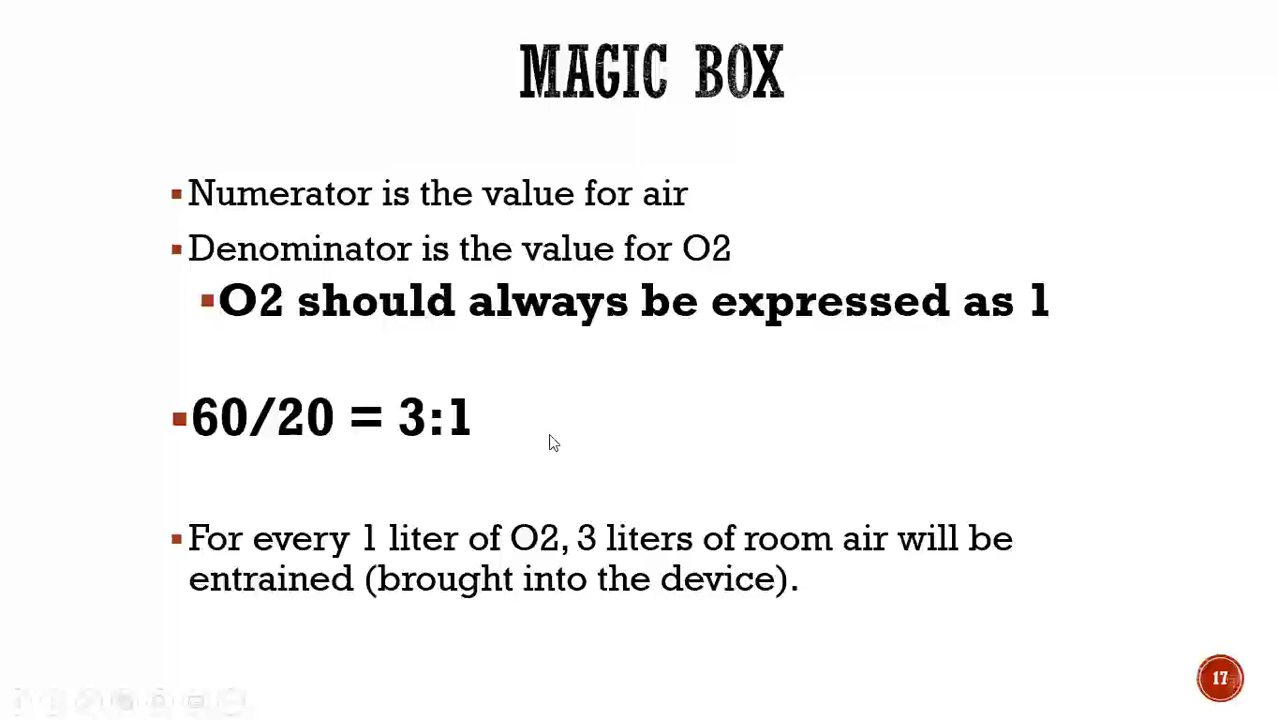 MAGIC BOX
Numerator is the value for air
Denominator is the value for O2
O2 should always be expressed as 1
60/20 = 3:1
For every 1 liter of O2, 3 liters of room air will be
entrained (brought into the device).
17